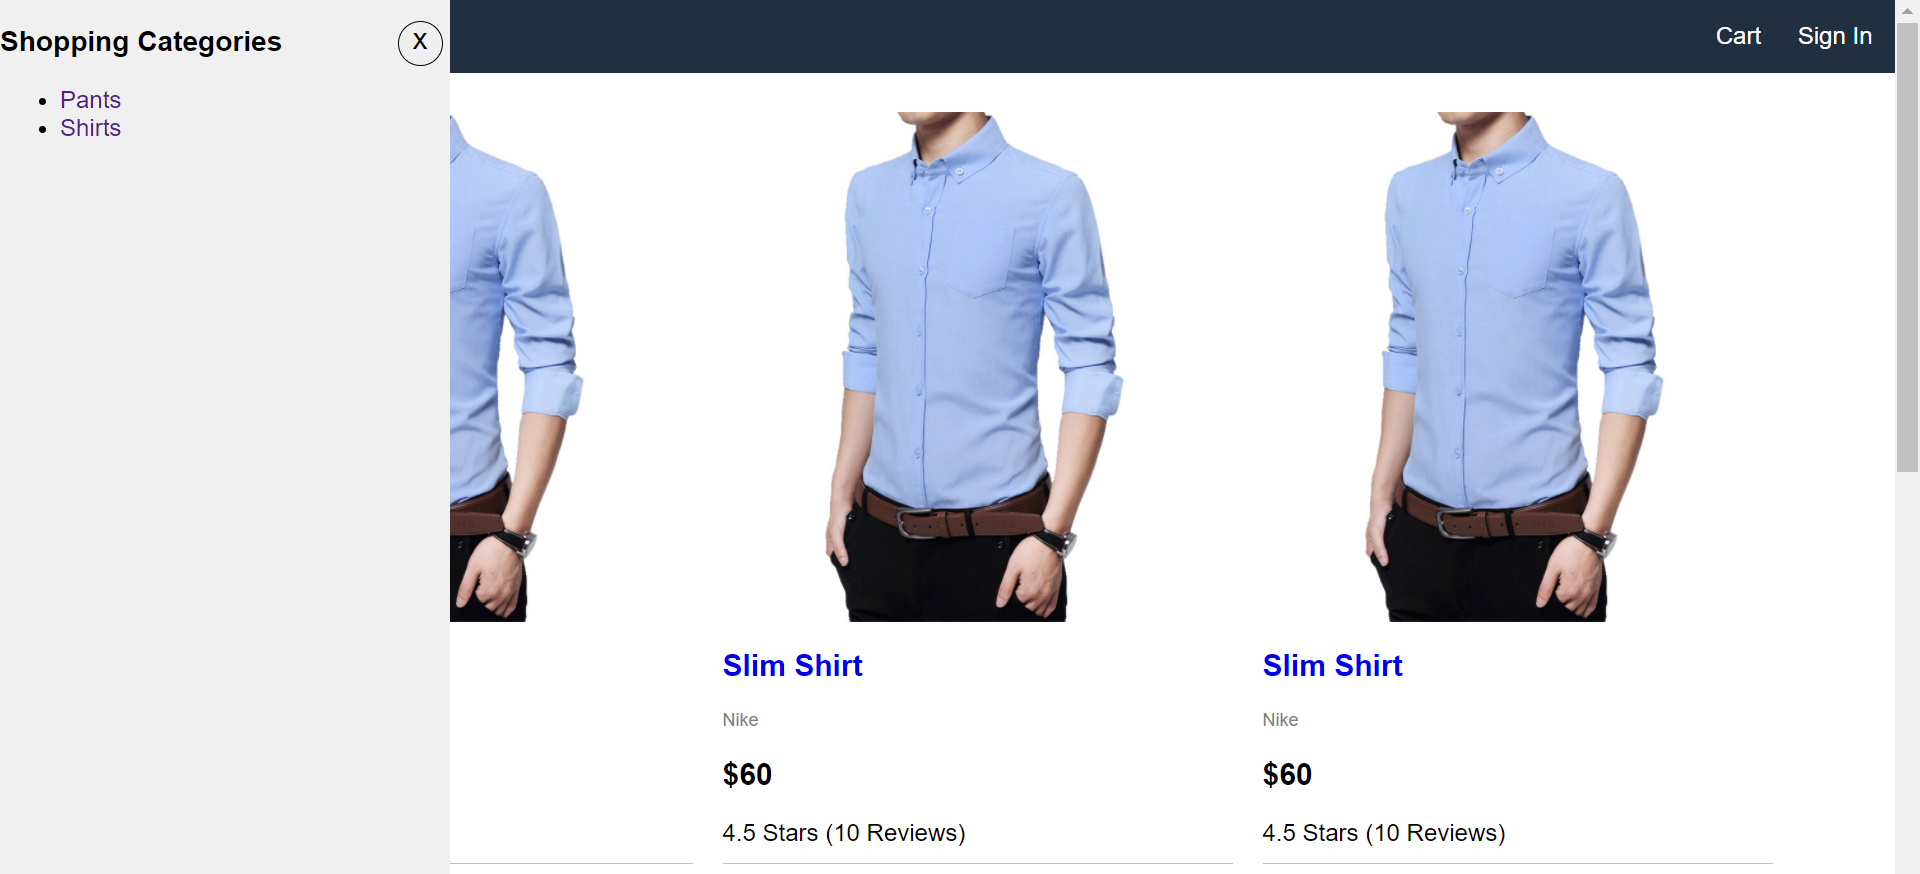 Shopping Categories
X
Pants
Shirts
Cart
Sign In
Slim Shirt
Nike
$60
4.5 Stars (10 Reviews)
Slim Shirt
Nike
$60
4.5 Stars (10 Reviews)